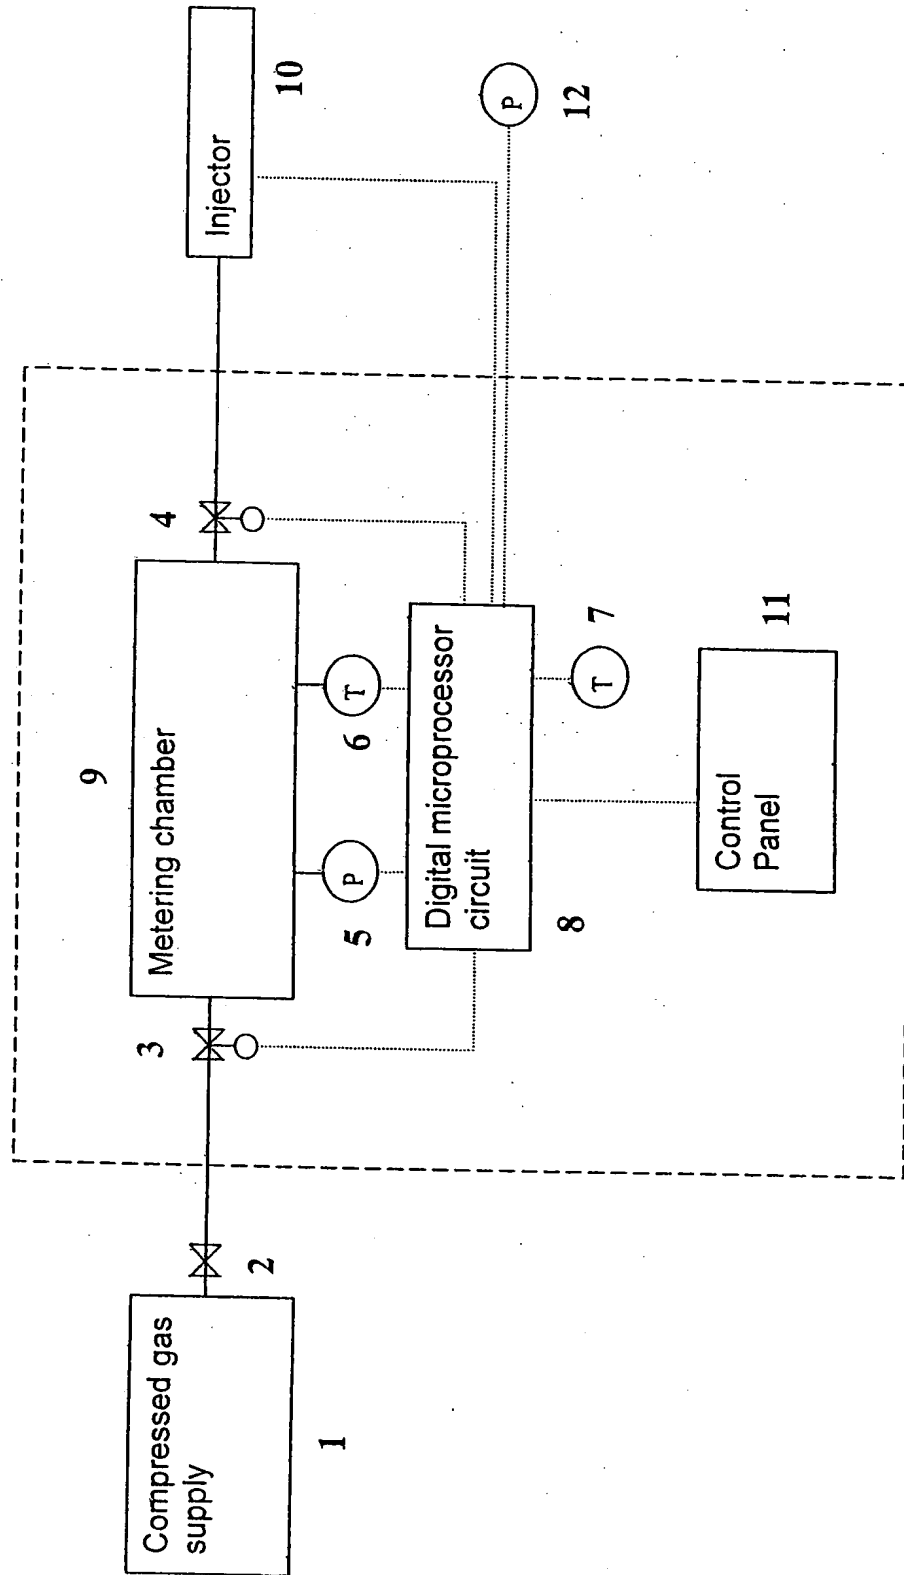 Compressed gas
supply
1
2
3
9
Metering chamber
4
Injector
10
5
P
6
T
Digital microprocessor
circuit
8
T
7
P
12
Control
Panel
11